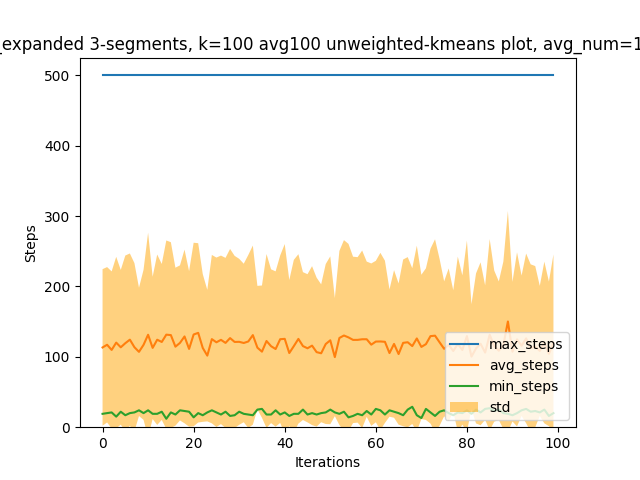 _expanded 3-segments, k=100 avg100 unweighted-kmeans plot, avg_num=1
500
400
300
200
100
0
Steps
max_steps
avg_steps
min_steps
std
0 20 40 60 80 100
Iterations